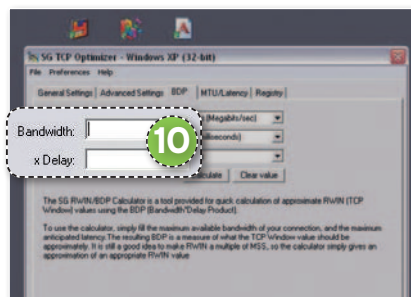 SG TCP Optimizer - Windows XP (32-bit)
File Preferences Help
General Settings Advanced Settings BDP MTU/Latency Registry
Bandwidth: (Megabits/sec)
10
x Delay: (milliseconds)
Calculate Clear value
The SG RWIN/BDP Calculator is a tool provided for quick calculation of approximate RWIN (TCP
Window) values using the BDP (Bandwidth*Delay Product).
To use the calculator, simply fill the maximum available bandwidth of your connection, and the maximum
anticipated latency. The resulting BDP is a measure of what the TCP Window value should be
approximately. It is still a good idea to make RWIN a multiple of MSS, so the calculator simply gives an
approximation of an appropriate RWIN value